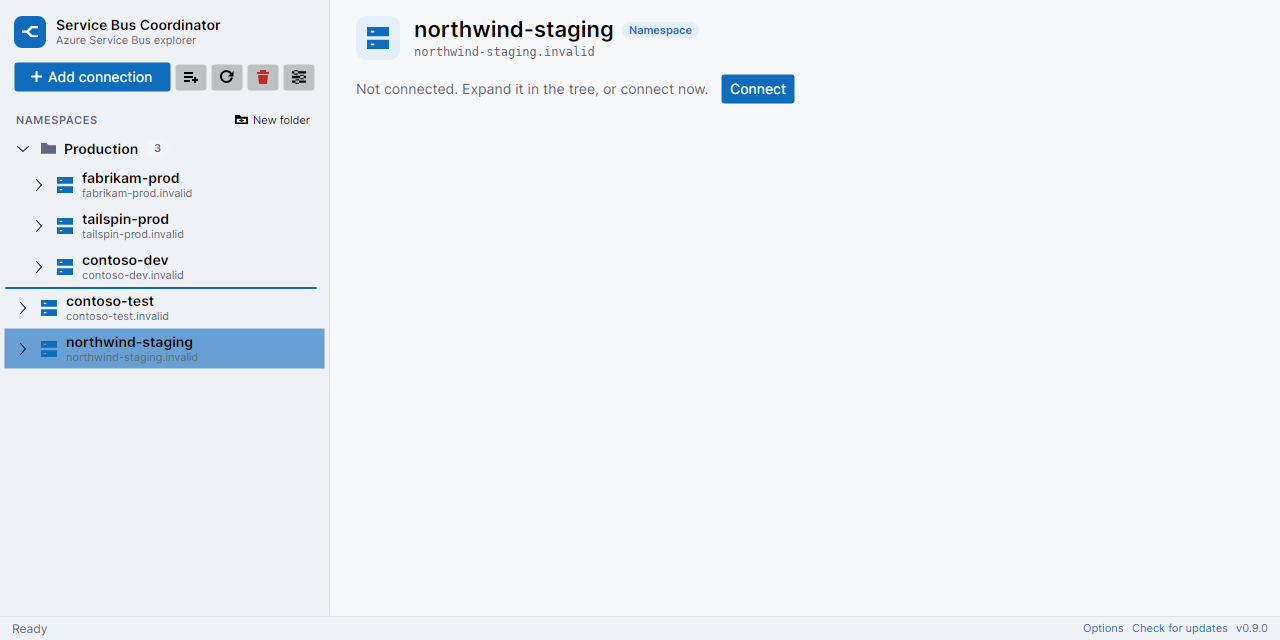 Service Bus Coordinator
Azure Service Bus explorer
Add connection
NAMESPACES
New folder
Production 3
fabrikam-prod
fabrikam-prod.invalid
tailspin-prod
tailspin-prod.invalid
contoso-dev
contoso-dev.invalid
contoso-test
contoso-test.invalid
northwind-staging
northwind-staging.invalid
northwind-staging Namespace
northwind-staging.invalid
Not connected. Expand it in the tree, or connect now. Connect
Ready
Options Check for updates v0.9.0